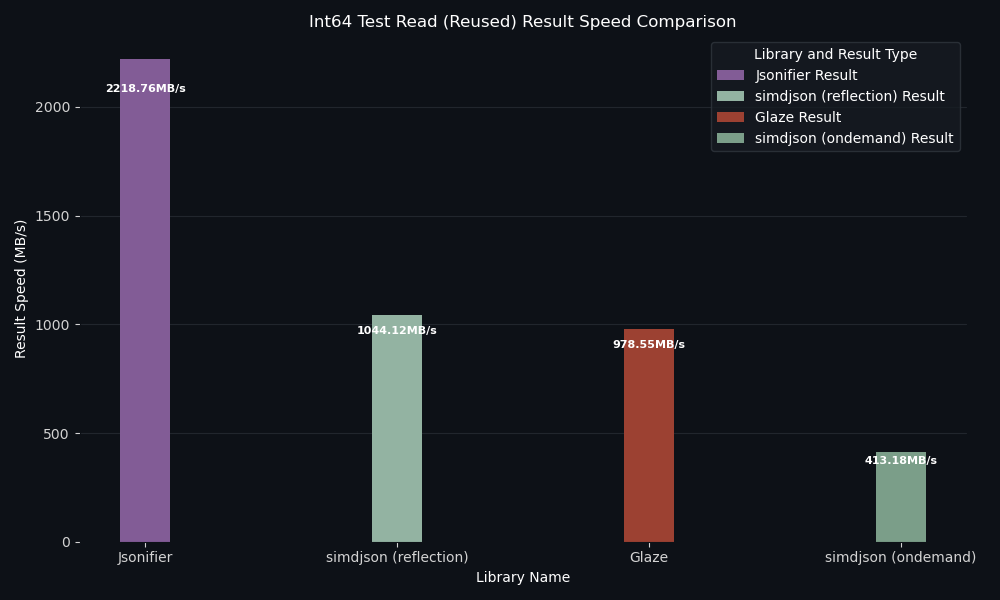 Int64 Test Read (Reused) Result Speed Comparison
Library and Result Type
Jsonifier Result
simdjson (reflection) Result
Glaze Result
simdjson (ondemand) Result
Result Speed (MB/s)
2000
1500
1000
500
0
2218.76MB/s
1044.12MB/s
978.55MB/s
413.18MB/s
Jsonifier
simdjson (reflection)
Glaze
simdjson (ondemand)
Library Name